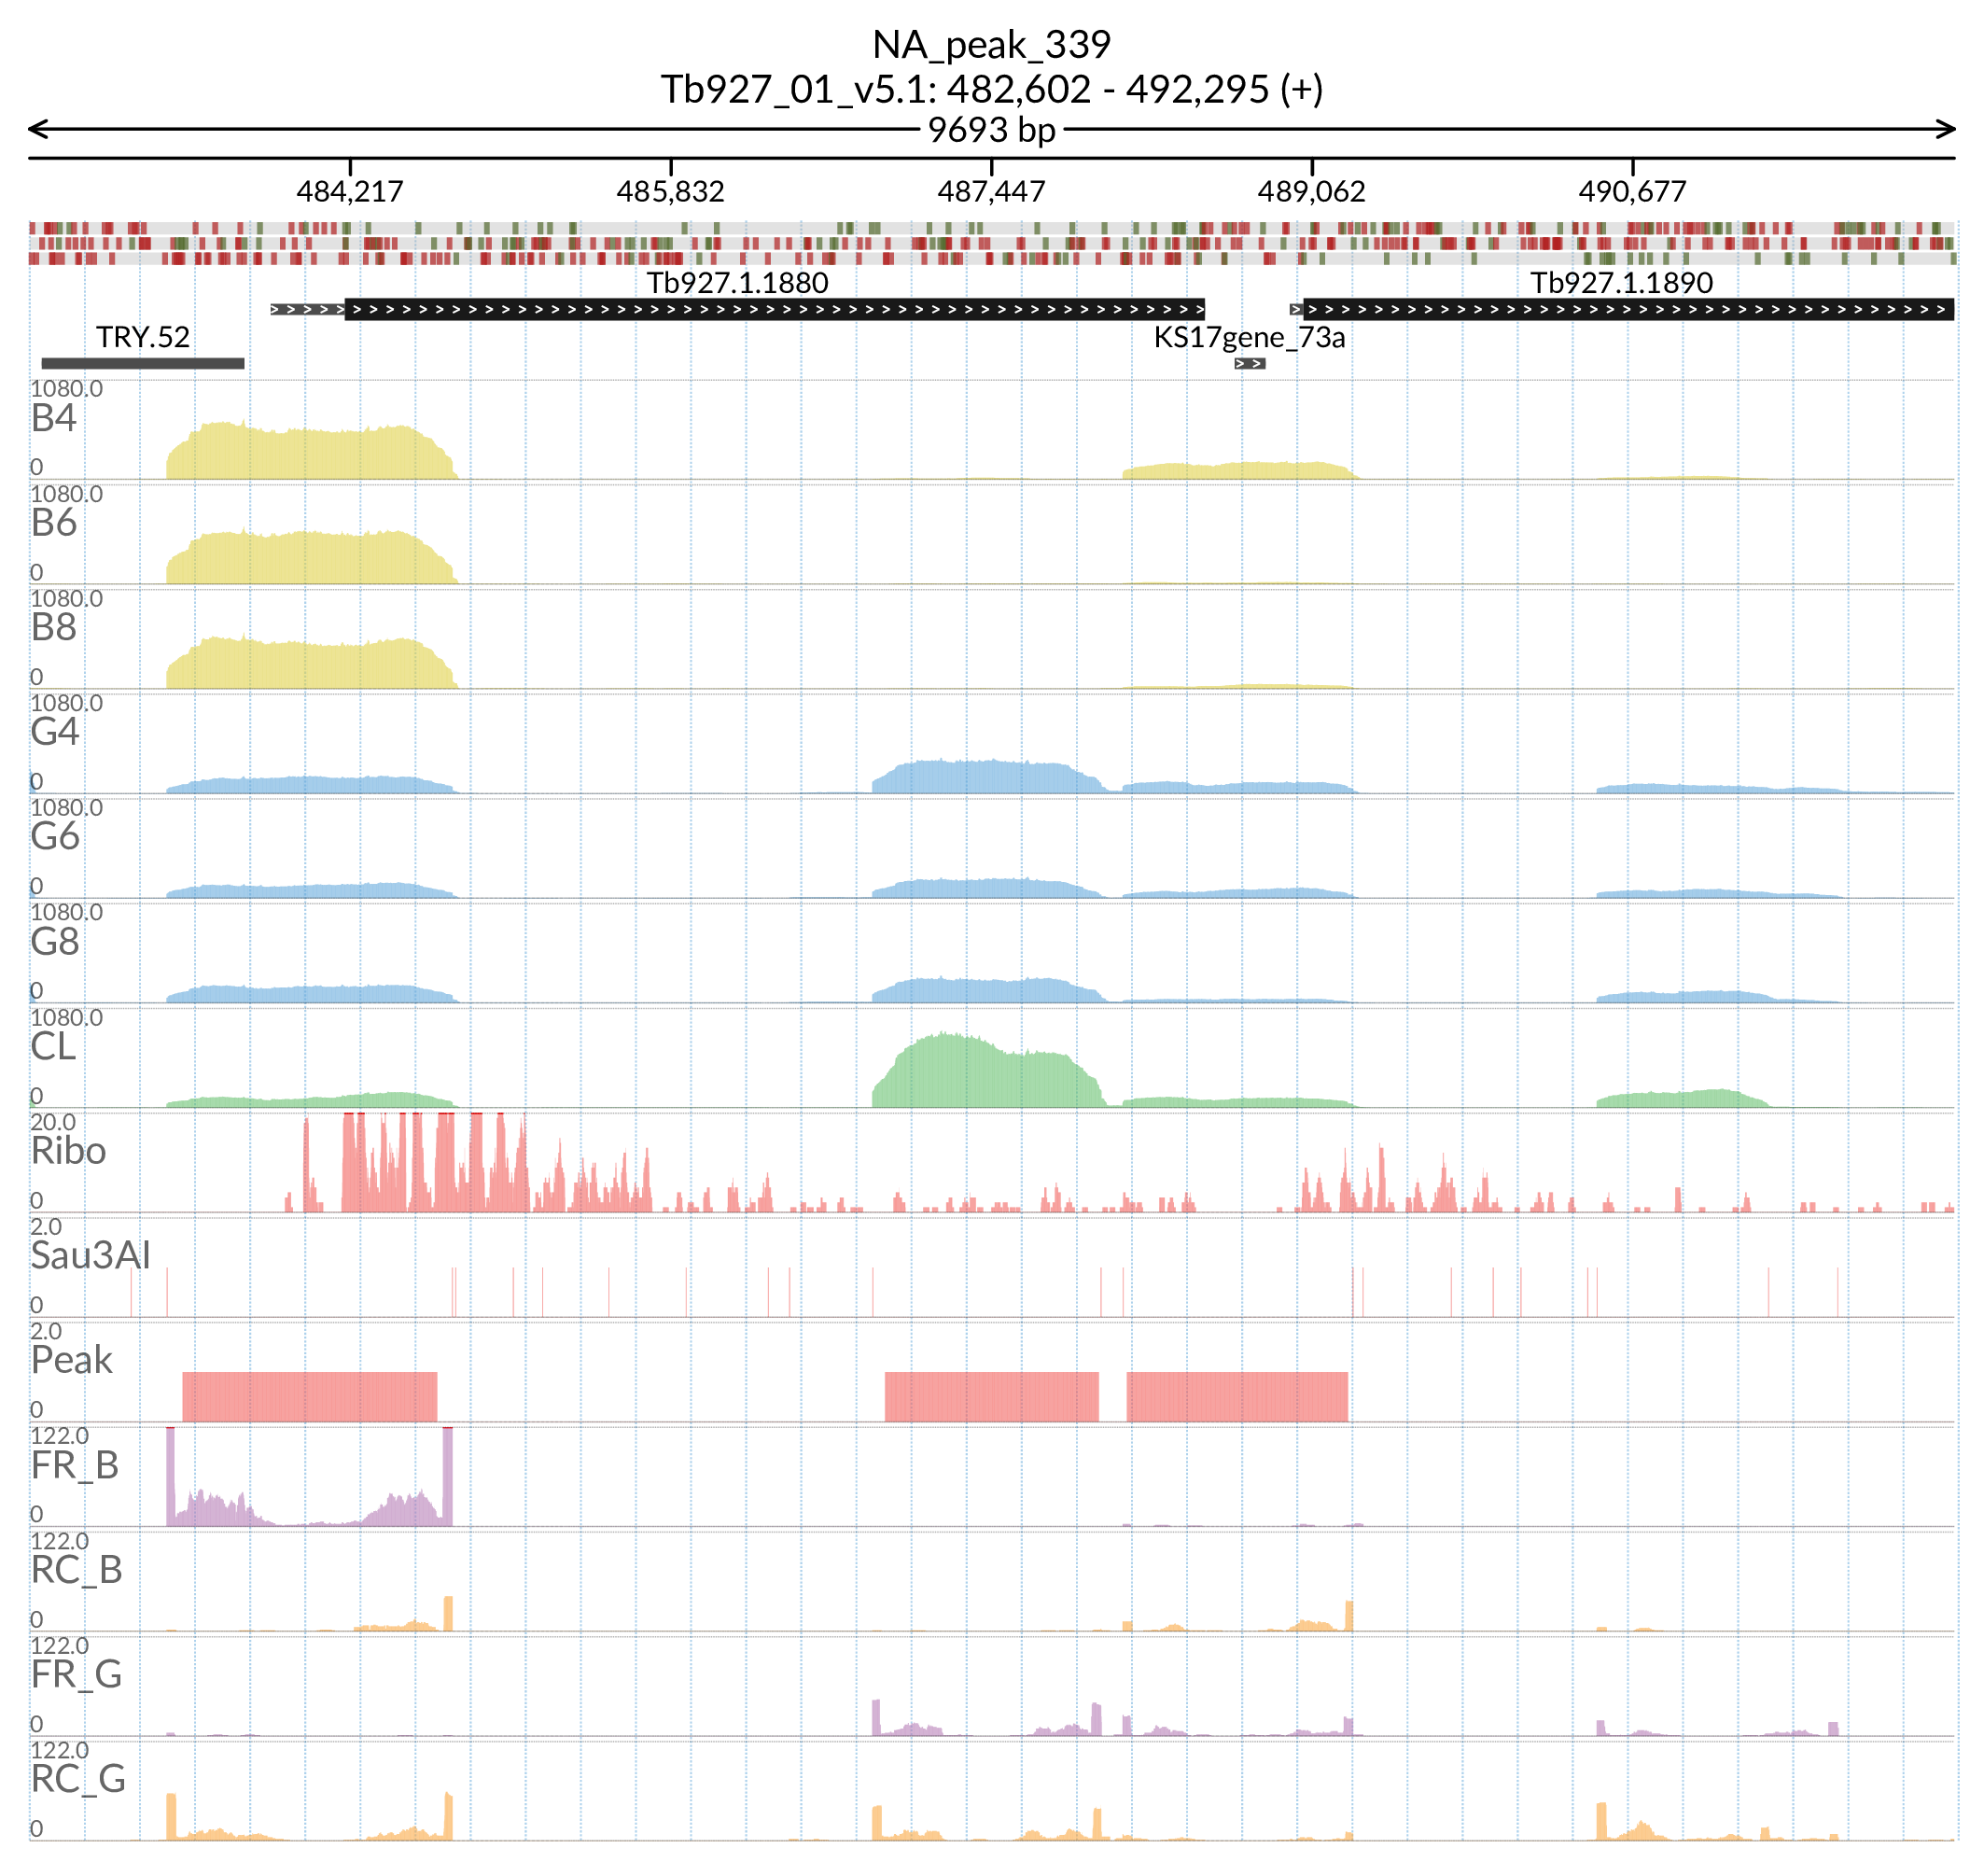 NA_peak_339
Tb927_01_v5.1: 482,602 - 492,295 (+)
9693 bp
484,217 485,832 487,447 489,062 490,677
Tb927.1.1880 Tb927.1.1890
TRY.52 KS17gene_73a
1080.0
B4
0
1080.0
B6
0
1080.0
B8
0
1080.0
G4
0
1080.0
G6
0
1080.0
G8
0
1080.0
CL
0
20.0
Ribo
0
2.0
Sau3AI
0
2.0
Peak
0
122.0
FR_B
0
122.0
RC_B
0
122.0
FR_G
0
122.0
RC_G
0